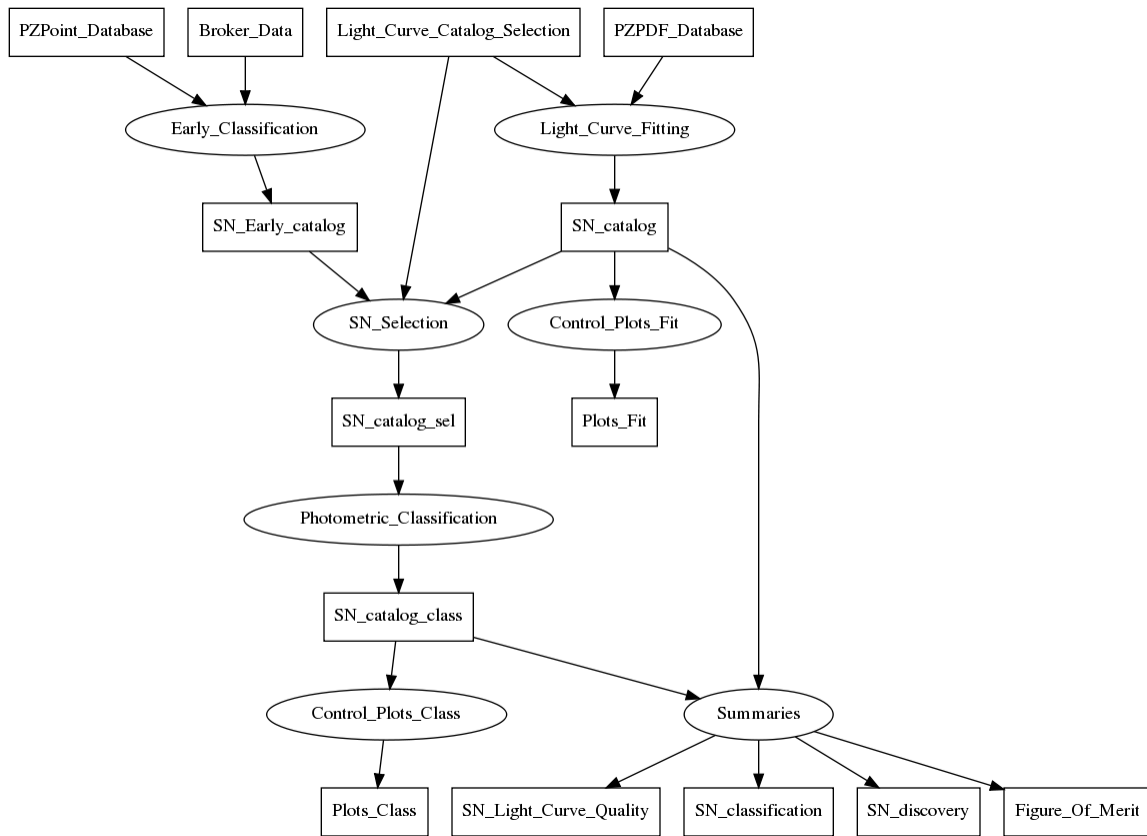 PZPoint_Database
Broker_Data
Light_Curve_Catalog_Selection
PZPDF_Database
Early_Classification
Light_Curve_Fitting
SN_Early_catalog
SN_catalog
SN_Selection
Control_Plots_Fit
SN_catalog_sel
Plots_Fit
Photometric_Classification
SN_catalog_class
Control_Plots_Class
Summaries
Plots_Class
SN_Light_Curve_Quality
SN_classification
SN_discovery
Figure_Of_Merit